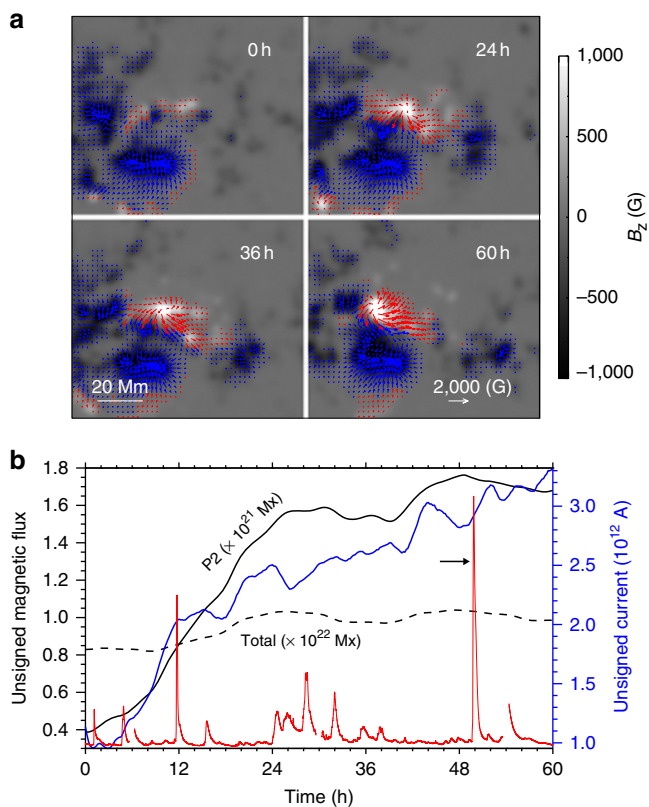 a
0 h
24 h
36 h
60 h
20 Mm
2,000 (G)
1,000
500
0
−500
−1,000
B_z (G)
b
1.8
1.6
1.4
1.2
1.0
0.8
0.6
0.4
Unsigned magnetic flux
P2 (× 10^21 Mx)
Total (× 10^22 Mx)
3.0
2.5
2.0
1.5
1.0
Unsigned current (10^12 A)
0
12
24
36
48
60
Time (h)